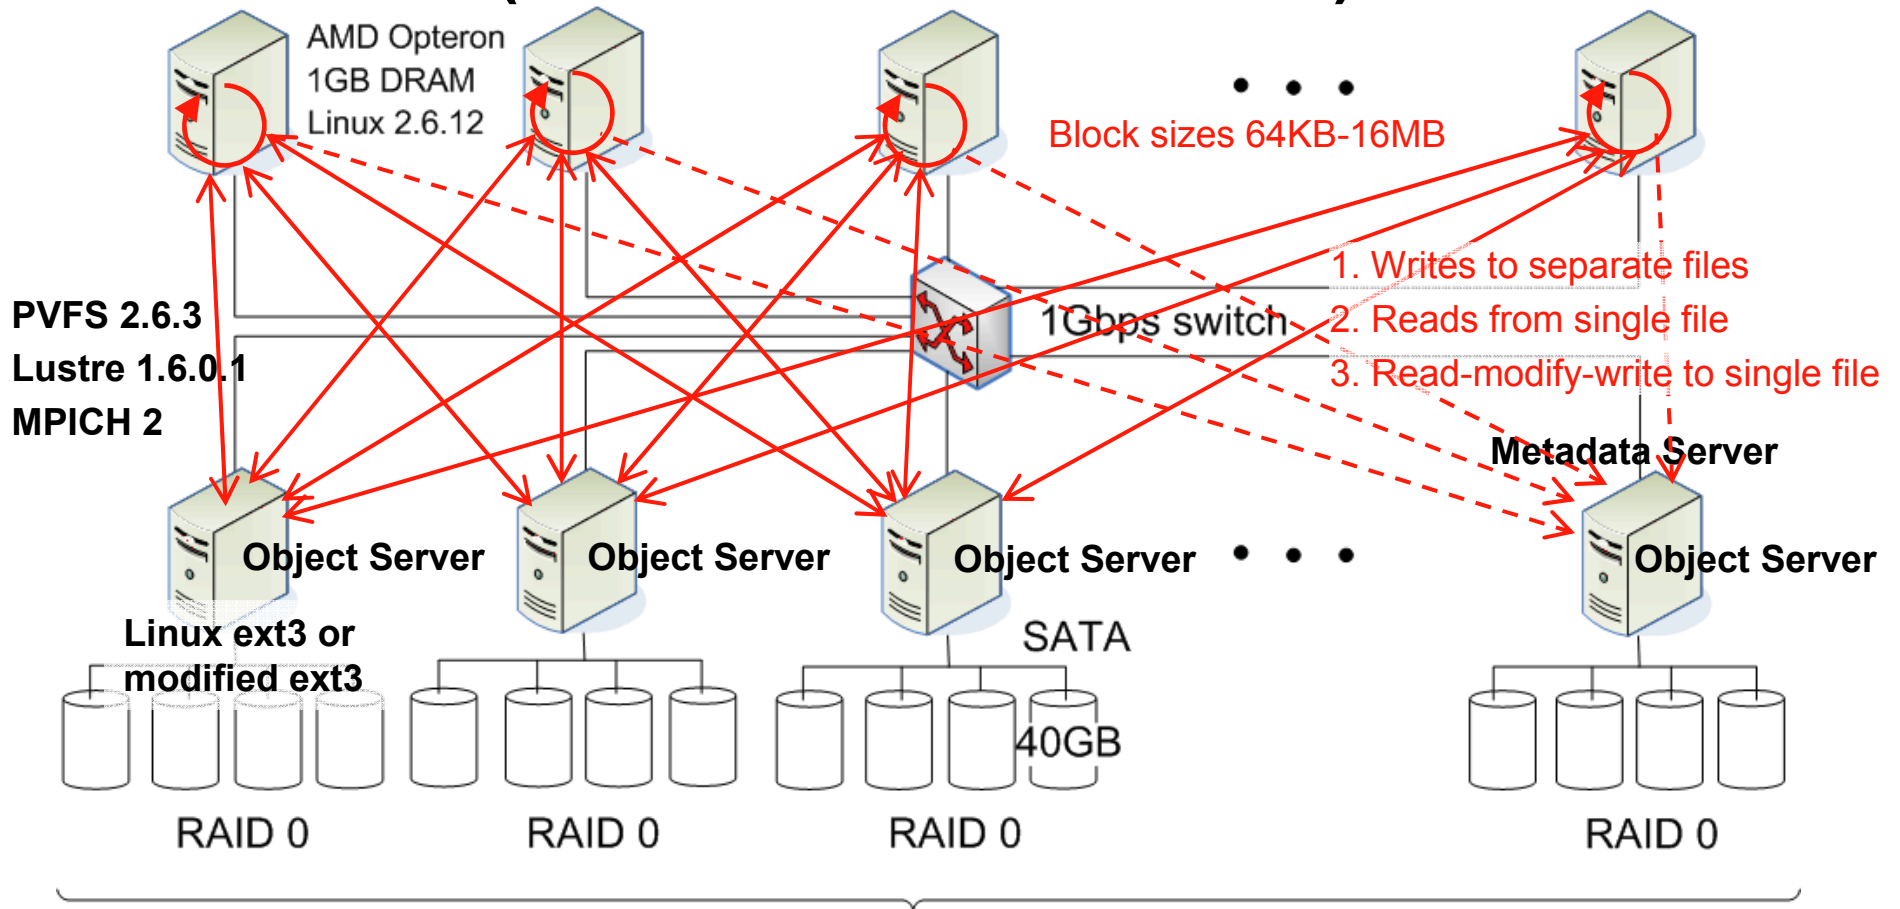 AMD Opteron
1GB DRAM
Linux 2.6.12
Block sizes 64KB-16MB
PVFS 2.6.3
Lustre 1.6.0.1
MPICH 2
1Gbps switch
1. Writes to separate files
2. Reads from single file
3. Read-modify-write to single file
Metadata Server
Object Server
Object Server
Object Server
Object Server
Linux ext3 or
modified ext3
SATA
40GB
RAID 0
RAID 0
RAID 0
RAID 0